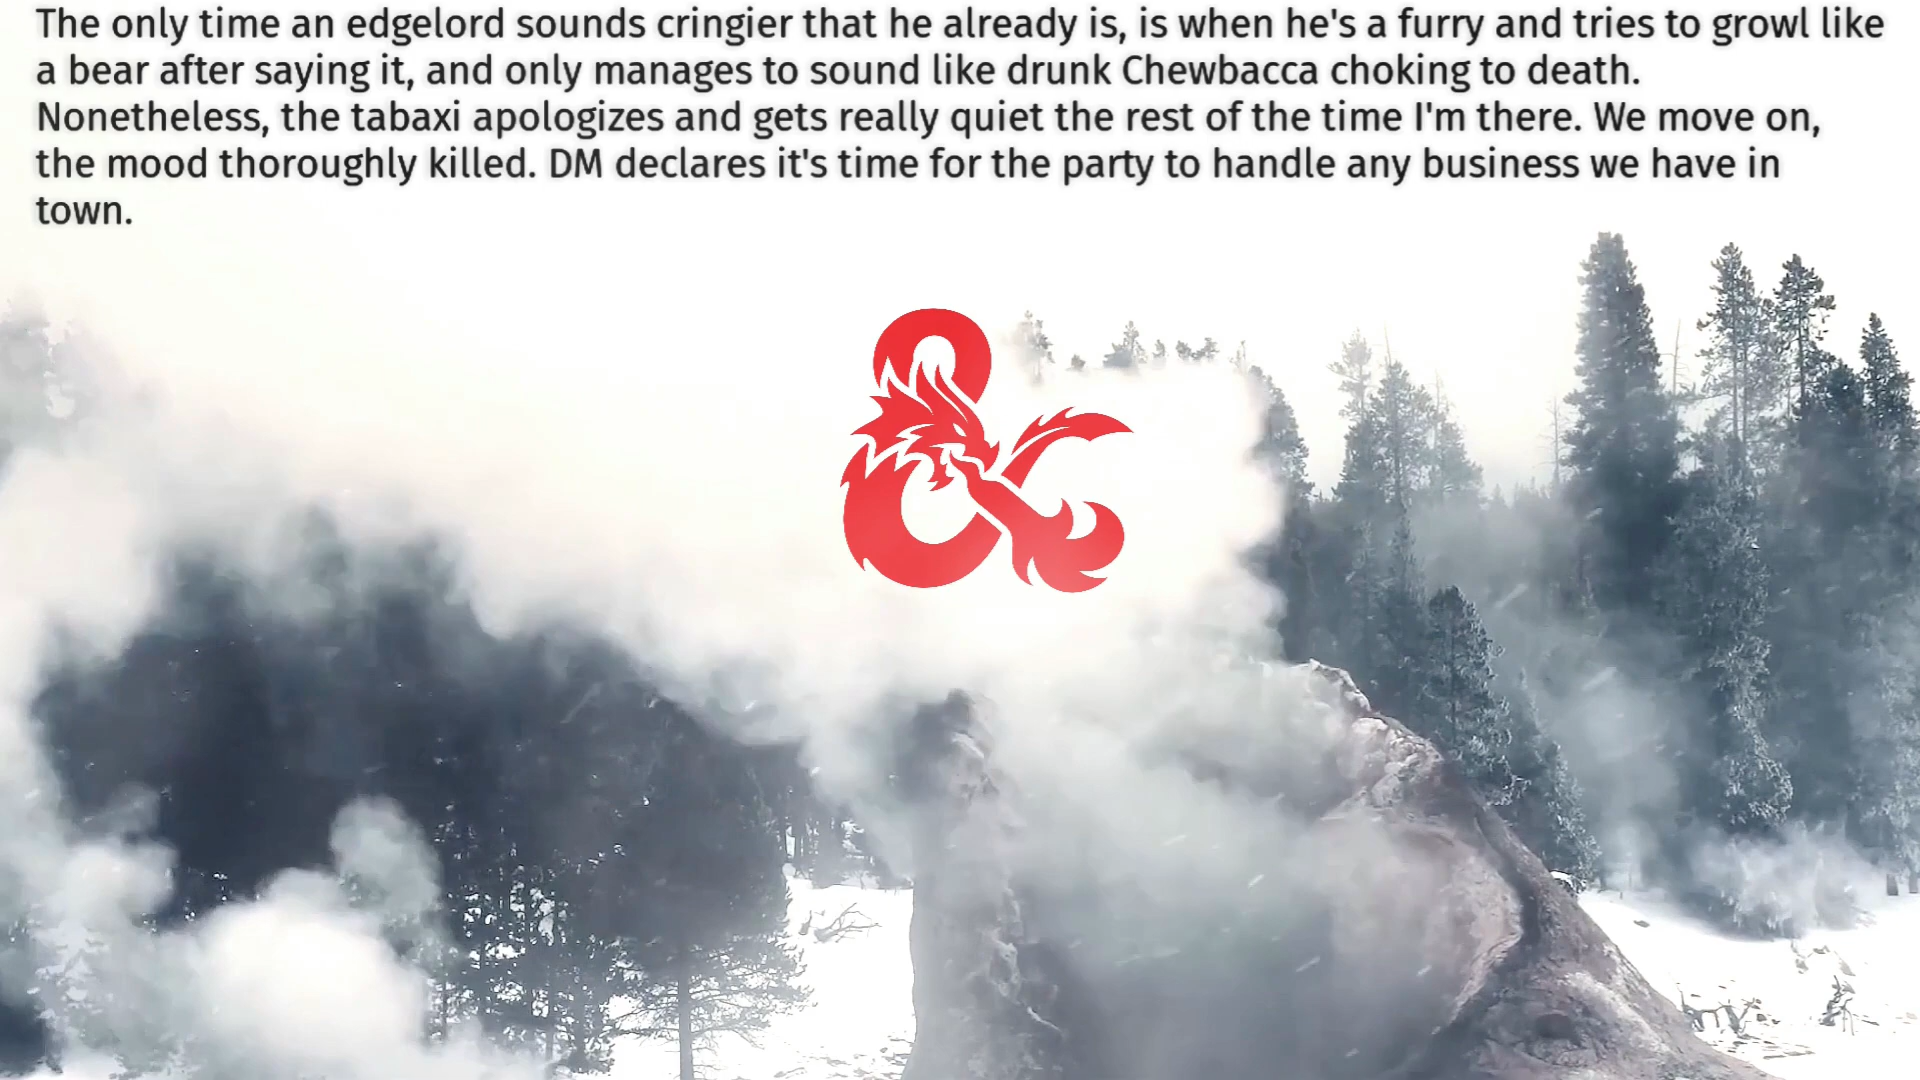 The only time an edgelord sounds cringier that he already is, is when he's a furry and tries to growl like
a bear after saying it, and only manages to sound like drunk Chewbacca choking to death.
Nonetheless, the tabaxi apologizes and gets really quiet the rest of the time I'm there. We move on,
the mood thoroughly killed. DM declares it's time for the party to handle any business we have in
town.